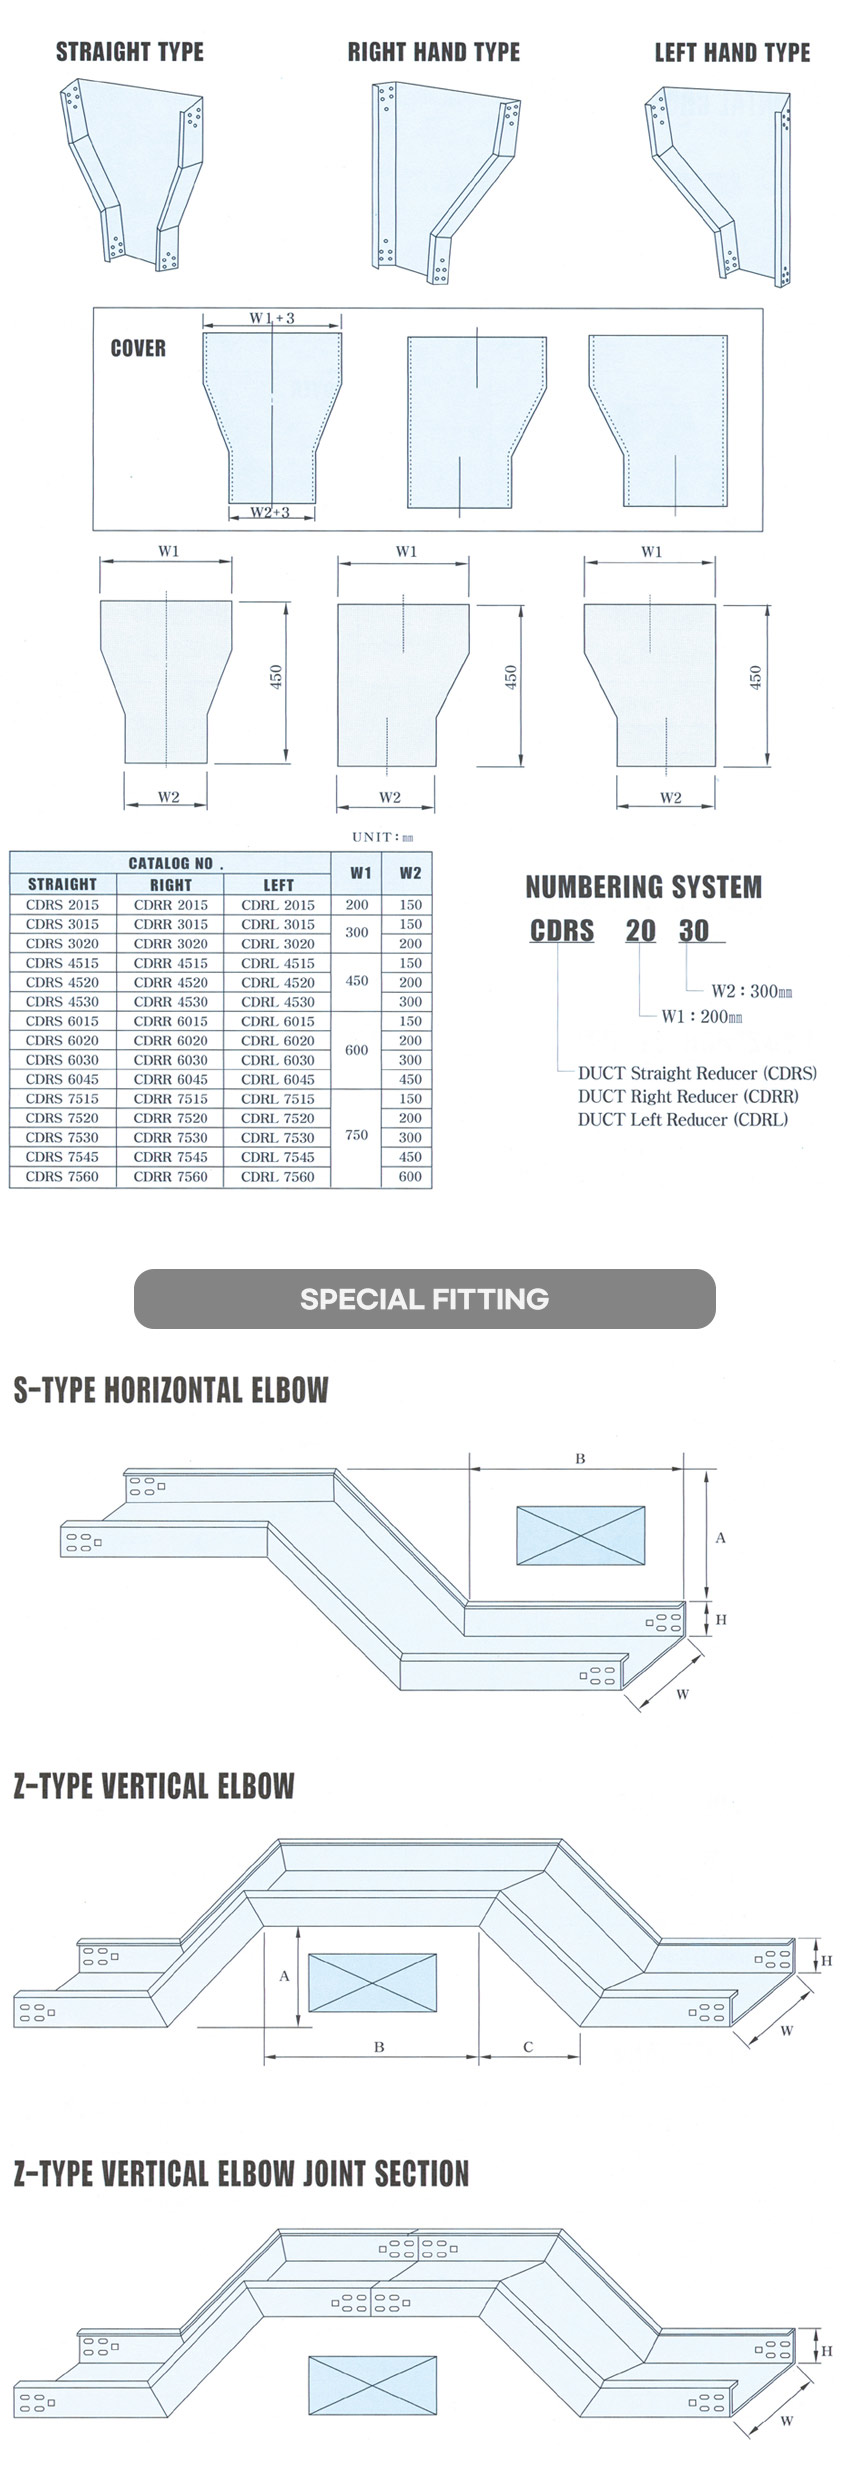 STRAIGHT TYPE RIGHT HAND TYPE LEFT HAND TYPE
COVER
W1+3
W2+3
W1 W1 W1
450 450 450
W2 W2 W2
UNIT : ㎜
CATALOG NO . W1 W2
STRAIGHT RIGHT LEFT
CDRS 2015 CDRR 2015 CDRL 2015 200 150
CDRS 3015 CDRR 3015 CDRL 3015 300 150
CDRS 3020 CDRR 3020 CDRL 3020 200
CDRS 4515 CDRR 4515 CDRL 4515 450 150
CDRS 4520 CDRR 4520 CDRL 4520 200
CDRS 4530 CDRR 4530 CDRL 4530 300
CDRS 6015 CDRR 6015 CDRL 6015 600 150
CDRS 6020 CDRR 6020 CDRL 6020 200
CDRS 6030 CDRR 6030 CDRL 6030 300
CDRS 6045 CDRR 6045 CDRL 6045 450
CDRS 7515 CDRR 7515 CDRL 7515 750 150
CDRS 7520 CDRR 7520 CDRL 7520 200
CDRS 7530 CDRR 7530 CDRL 7530 300
CDRS 7545 CDRR 7545 CDRL 7545 450
CDRS 7560 CDRR 7560 CDRL 7560 600
NUMBERING SYSTEM
CDRS 20 30
W2 : 300㎜
W1 : 200㎜
DUCT Straight Reducer (CDRS)
DUCT Right Reducer (CDRR)
DUCT Left Reducer (CDRL)
SPECIAL FITTING
S-TYPE HORIZONTAL ELBOW
B
A
H
W
Z-TYPE VERTICAL ELBOW
H
A
W
B C
Z-TYPE VERTICAL ELBOW JOINT SECTION
H
W